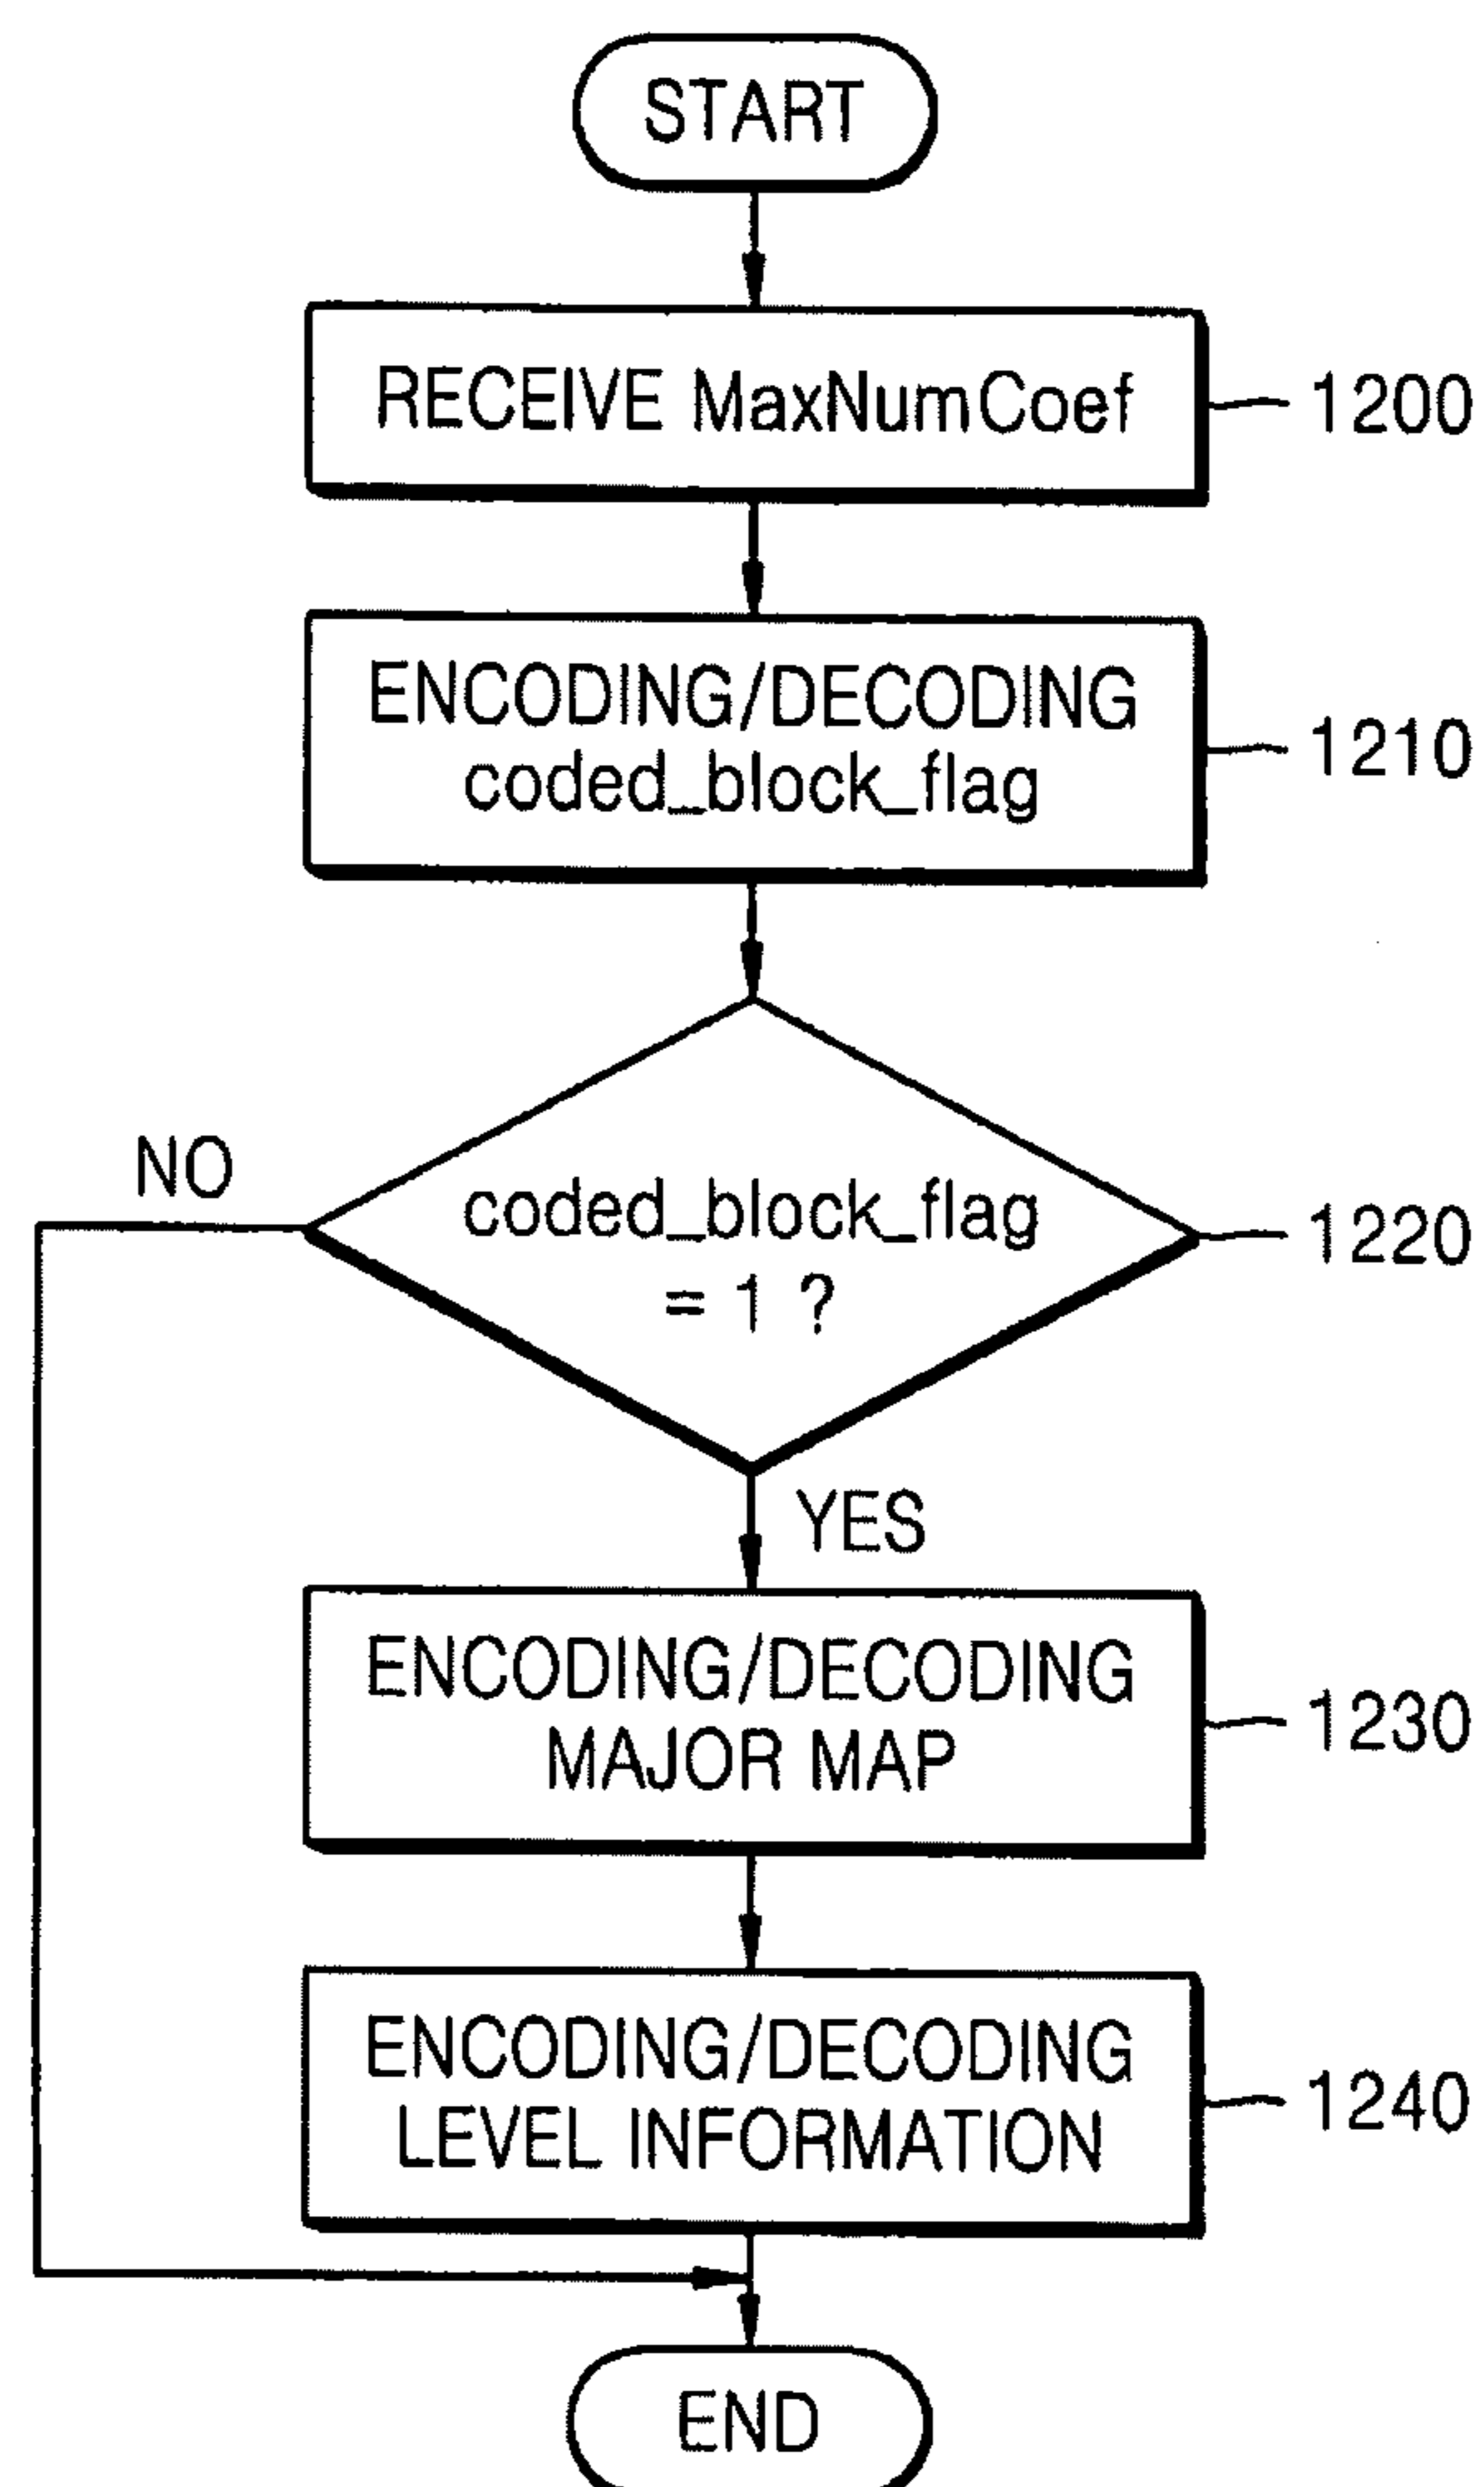 START
RECEIVE MaxNumCoef
1200
ENCODING/DECODING
coded_block_flag
1210
NO
coded_block_flag
= 1 ?
1220
YES
ENCODING/DECODING
MAJOR MAP
1230
ENCODING/DECODING
LEVEL INFORMATION
1240
END